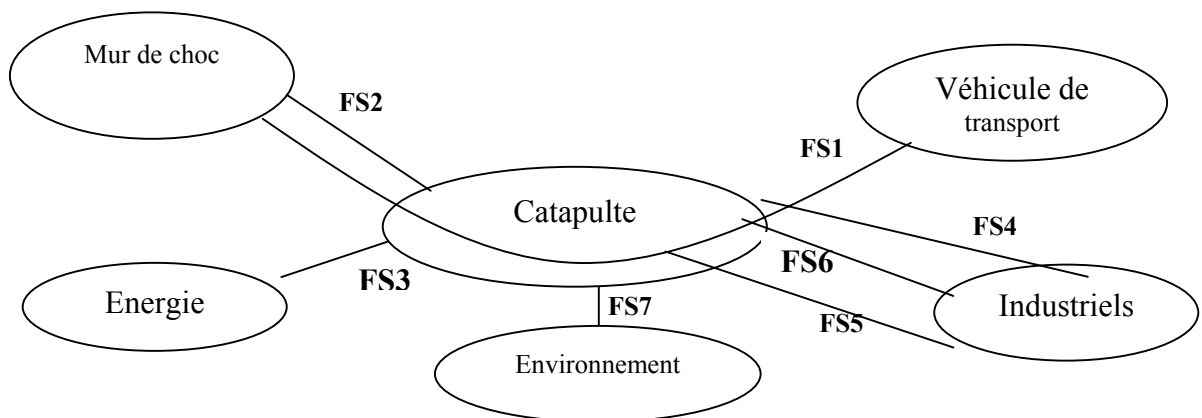 Mur de choc
Véhicule de
transport
FS2
FS1
Catapulte
FS4
FS6
FS3
Energie
FS7
FS5
Industriels
Environnement